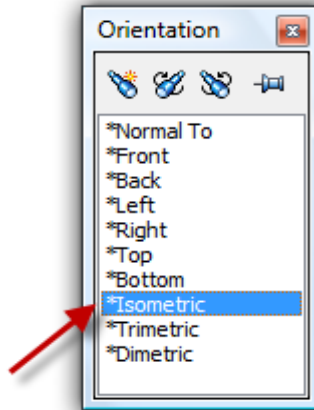 Orientation
*Normal To
*Front
*Back
*Left
*Right
*Top
*Bottom
*Isometric
*Trimetric
*Dimetric